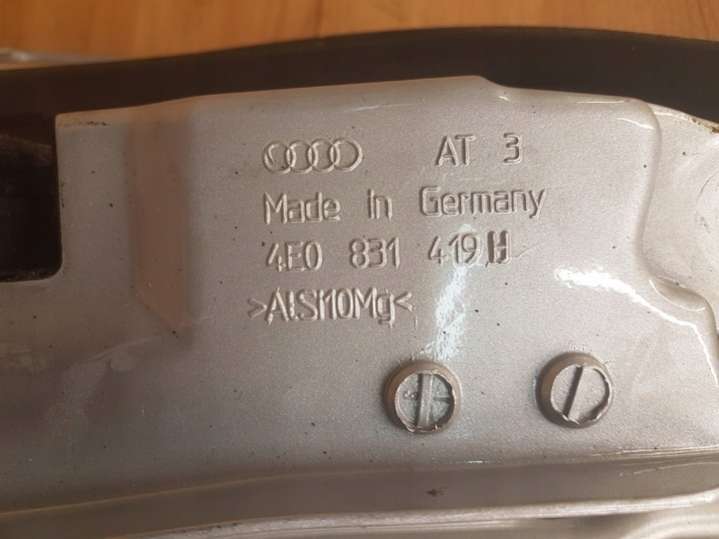 AT 3
Made in Germany
4E0 831 419 H
>AlSi10Mg<